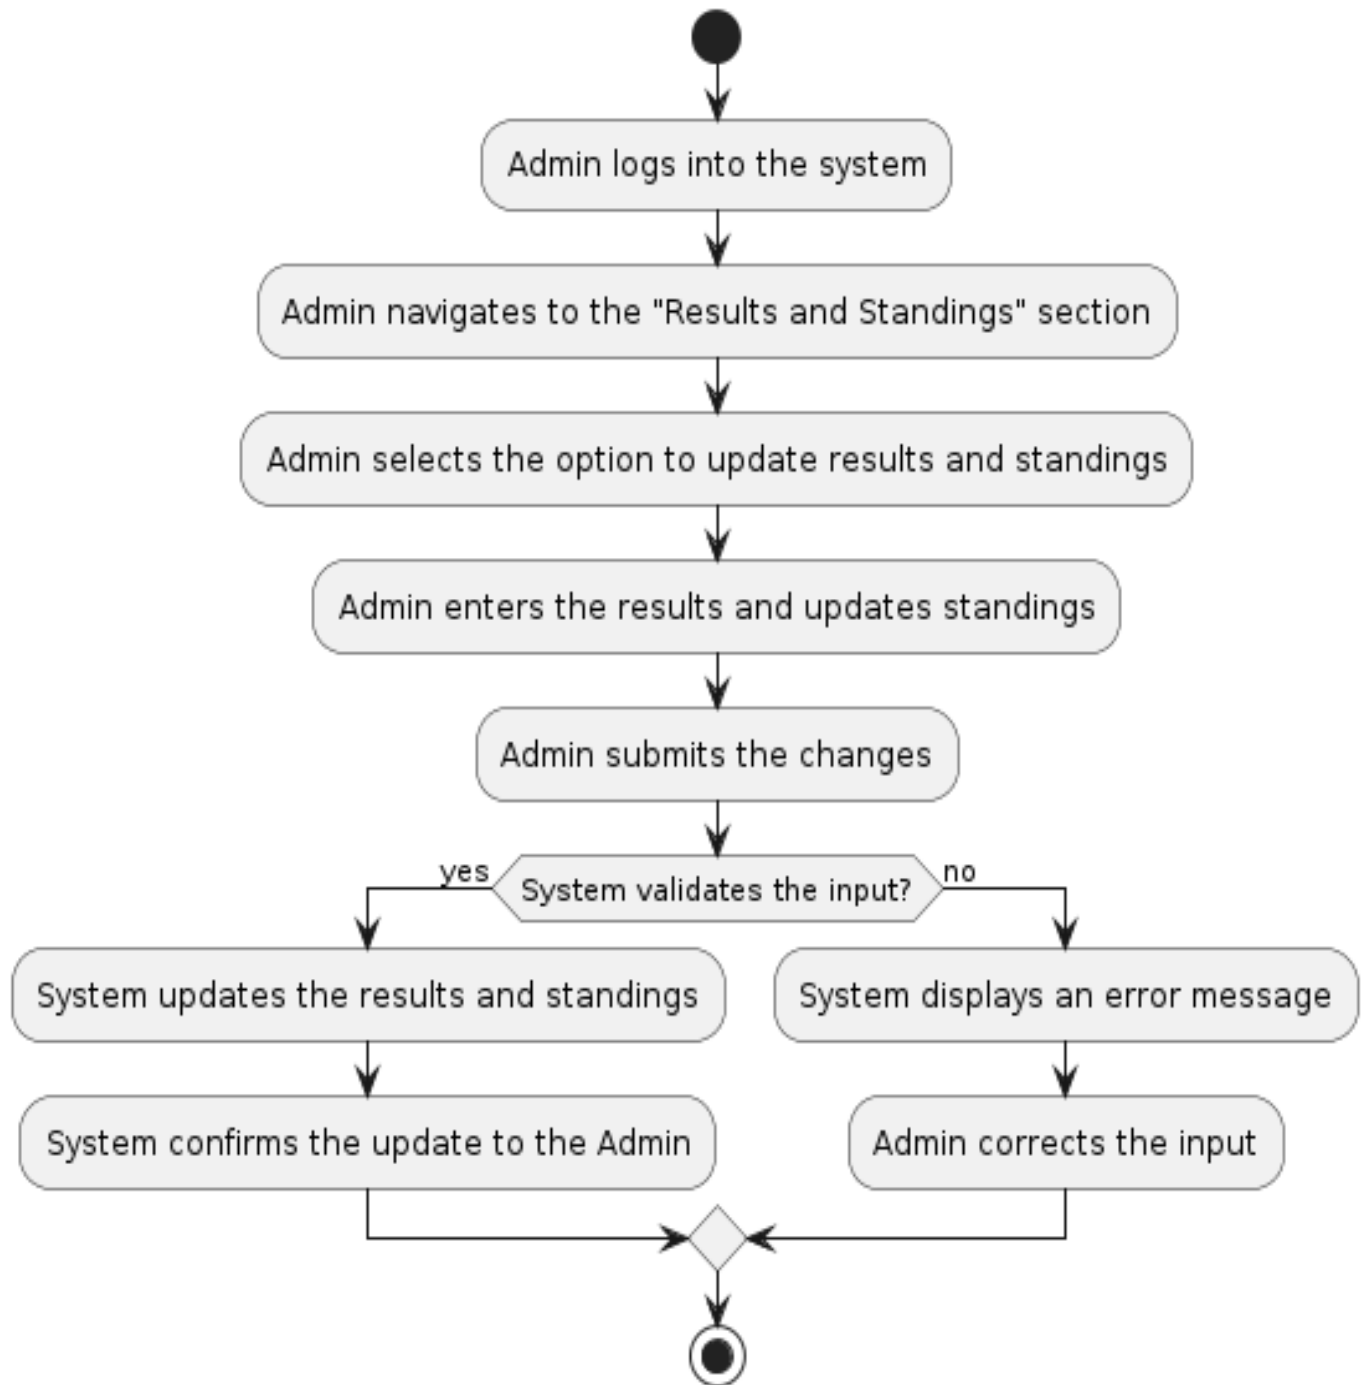 Admin logs into the system
Admin navigates to the "Results and Standings" section
Admin selects the option to update results and standings
Admin enters the results and updates standings
Admin submits the changes
yes
System validates the input?
no
System updates the results and standings
System displays an error message
System confirms the update to the Admin
Admin corrects the input